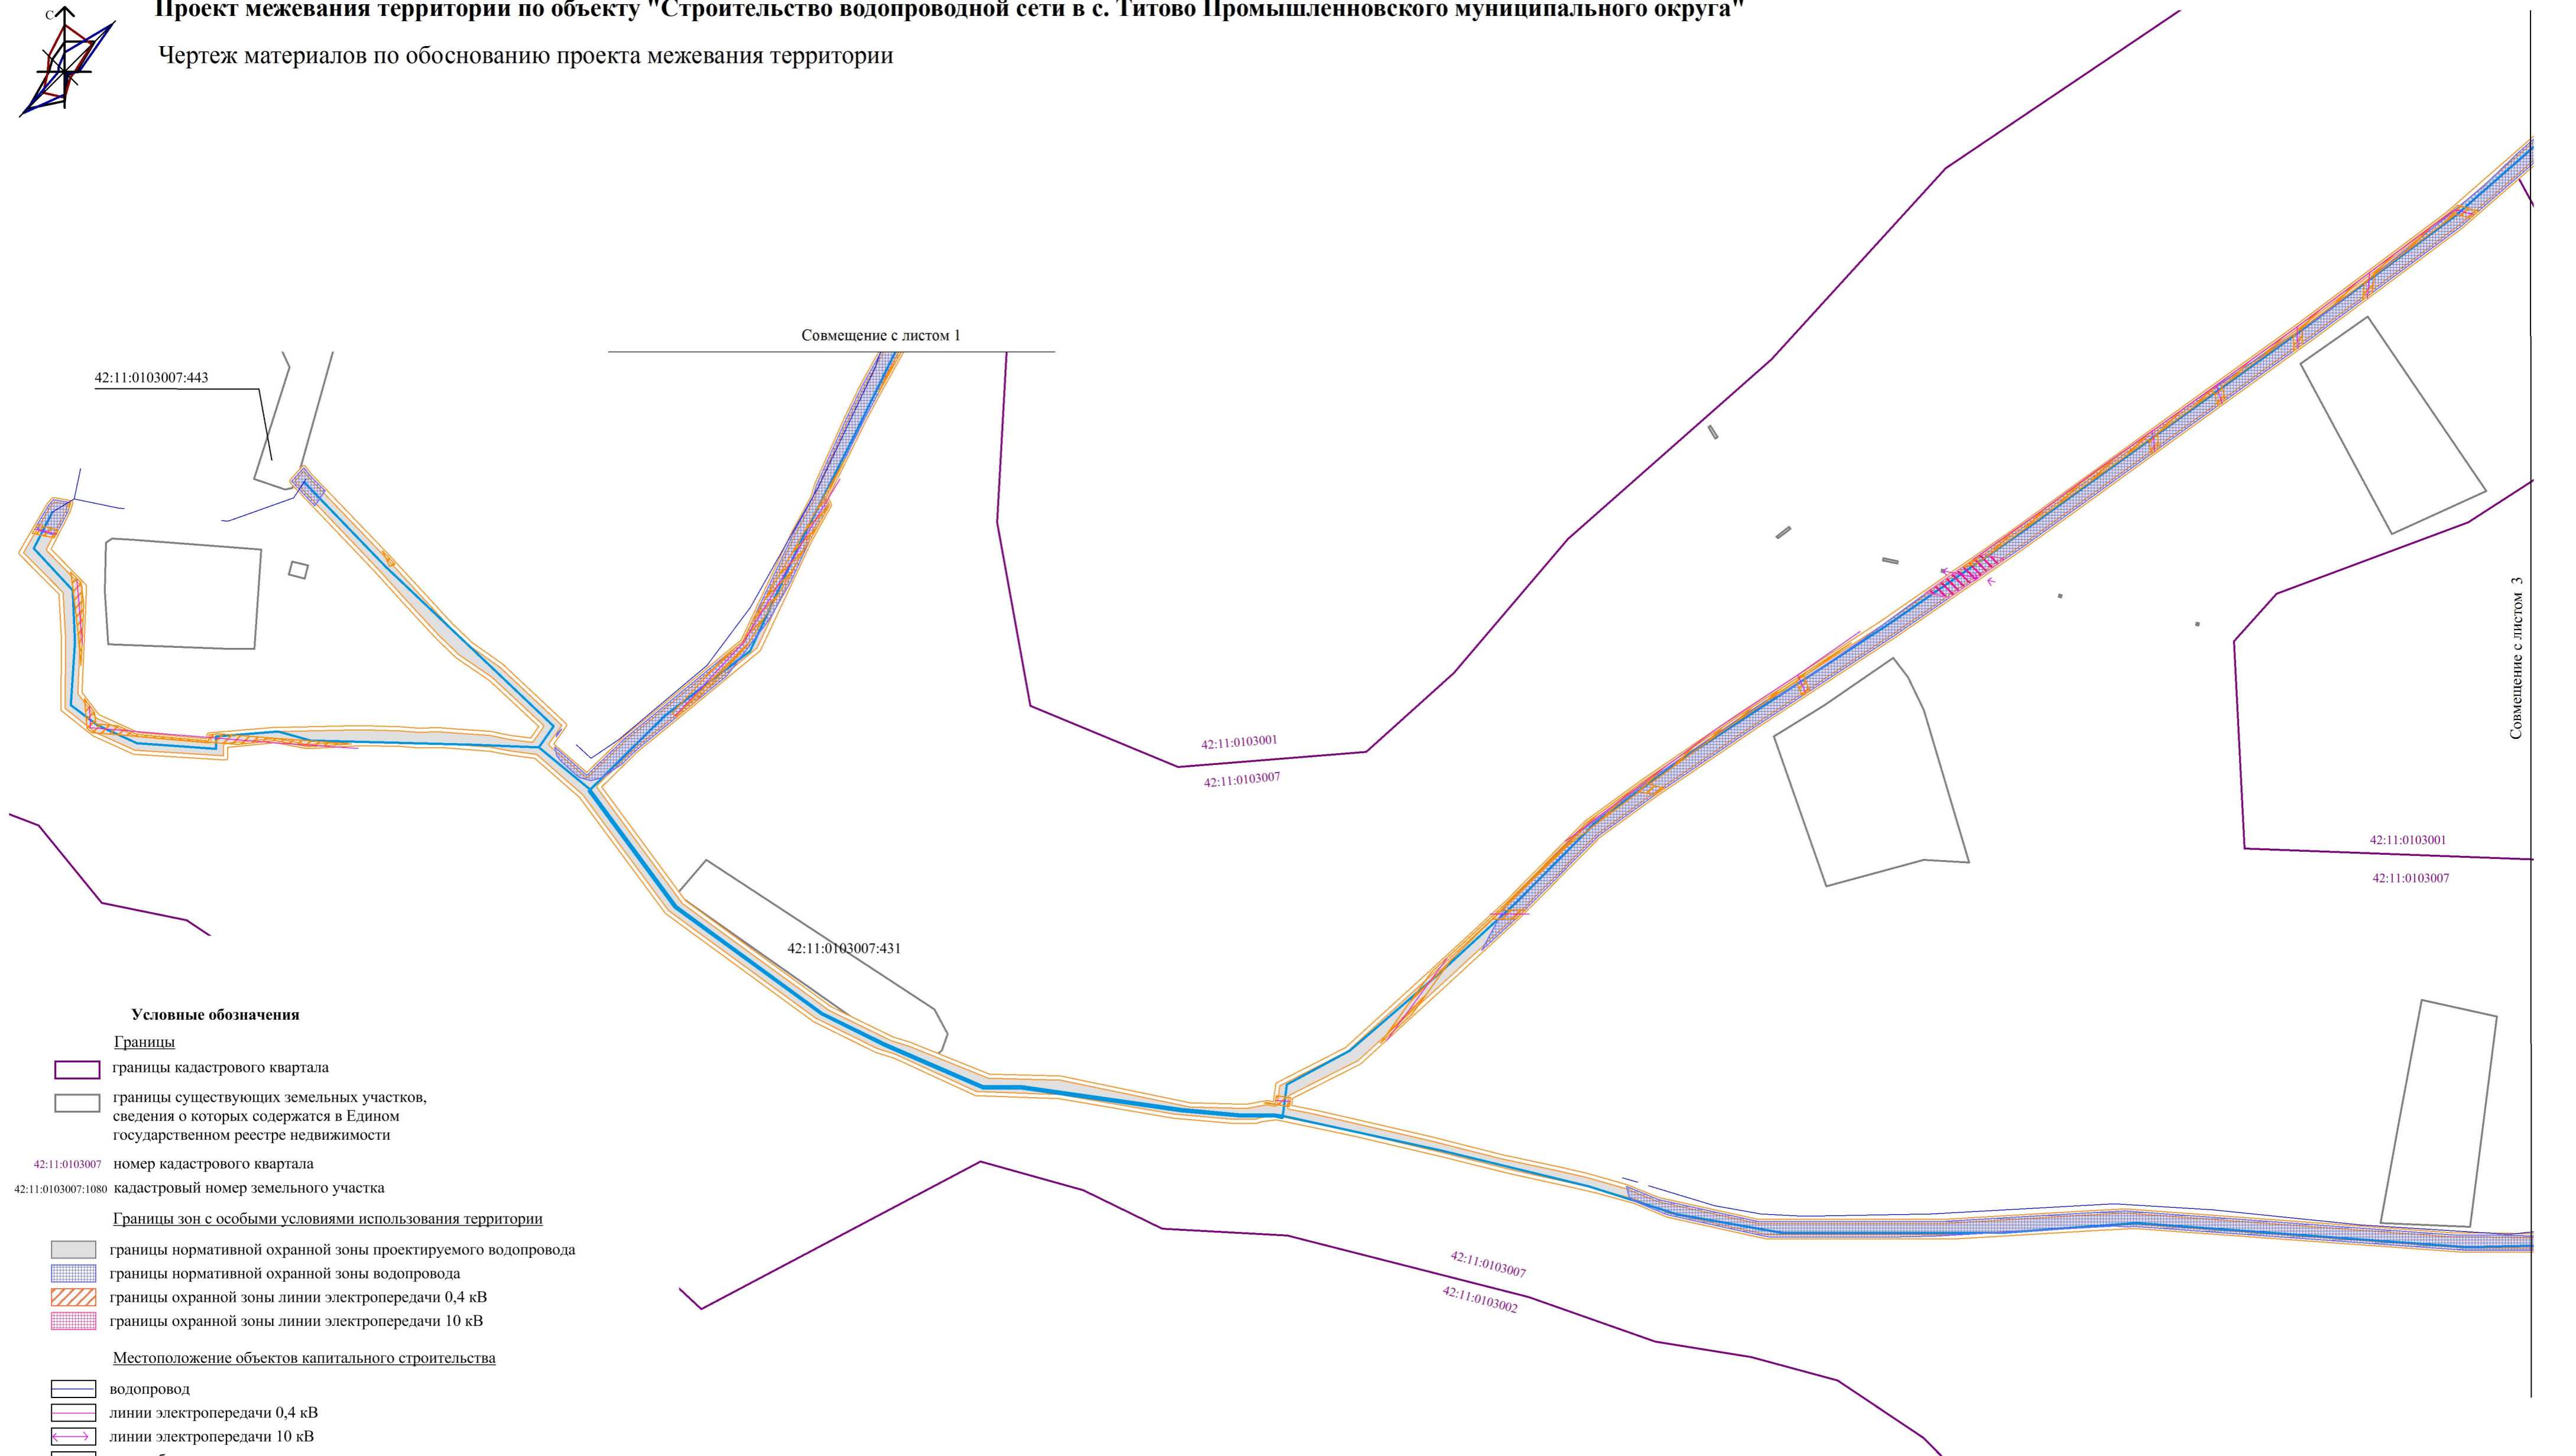 Проект межевания территории по объекту "Строительство водопроводной сети в с. Титово Промышленновского муниципального округа"
С
Чертеж материалов по обоснованию проекта межевания территории
Совмещение с листом 1
42:11:0103007:443
Совмещение с листом 3
42:11:0103001
42:11:0103007
42:11:0103001
42:11:0103007
42:11:0103007:431
42:11:0103007
42:11:0103002
Условные обозначения
Границы
границы кадастрового квартала
границы существующих земельных участков,
сведения о которых содержатся в Едином
государственном реестре недвижимости
42:11:0103007 номер кадастрового квартала
42:11:0103007:1080 кадастровый номер земельного участка
Границы зон с особыми условиями использования территории
границы нормативной охранной зоны проектируемого водопровода
границы нормативной охранной зоны водопровода
границы охранной зоны линии электропередачи 0,4 кВ
границы охранной зоны линии электропередачи 10 кВ
Местоположение объектов капитального строительства
водопровод
линии электропередачи 0,4 кВ
линии электропередачи 10 кВ